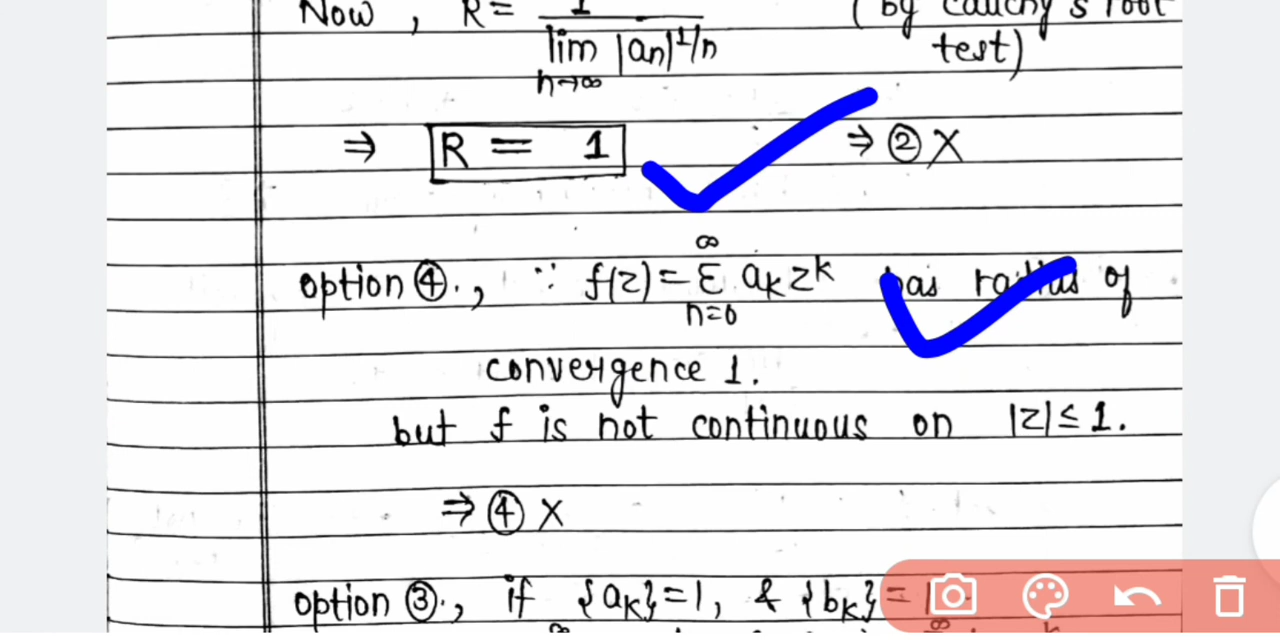 Now , R = 1 (by Cauchy's root
lim |an|^1/n test)
n→∞
⇒ R = 1 ⇒ ② X
∞
option ④., ∵ f(z) = Σ ak z^k has radius of
n=0
convergence 1.
but f is not continuous on |z| ≤ 1.
⇒ ④ X
option ③., if {ak} = 1, & {bk} = 1
∞ ∞ k